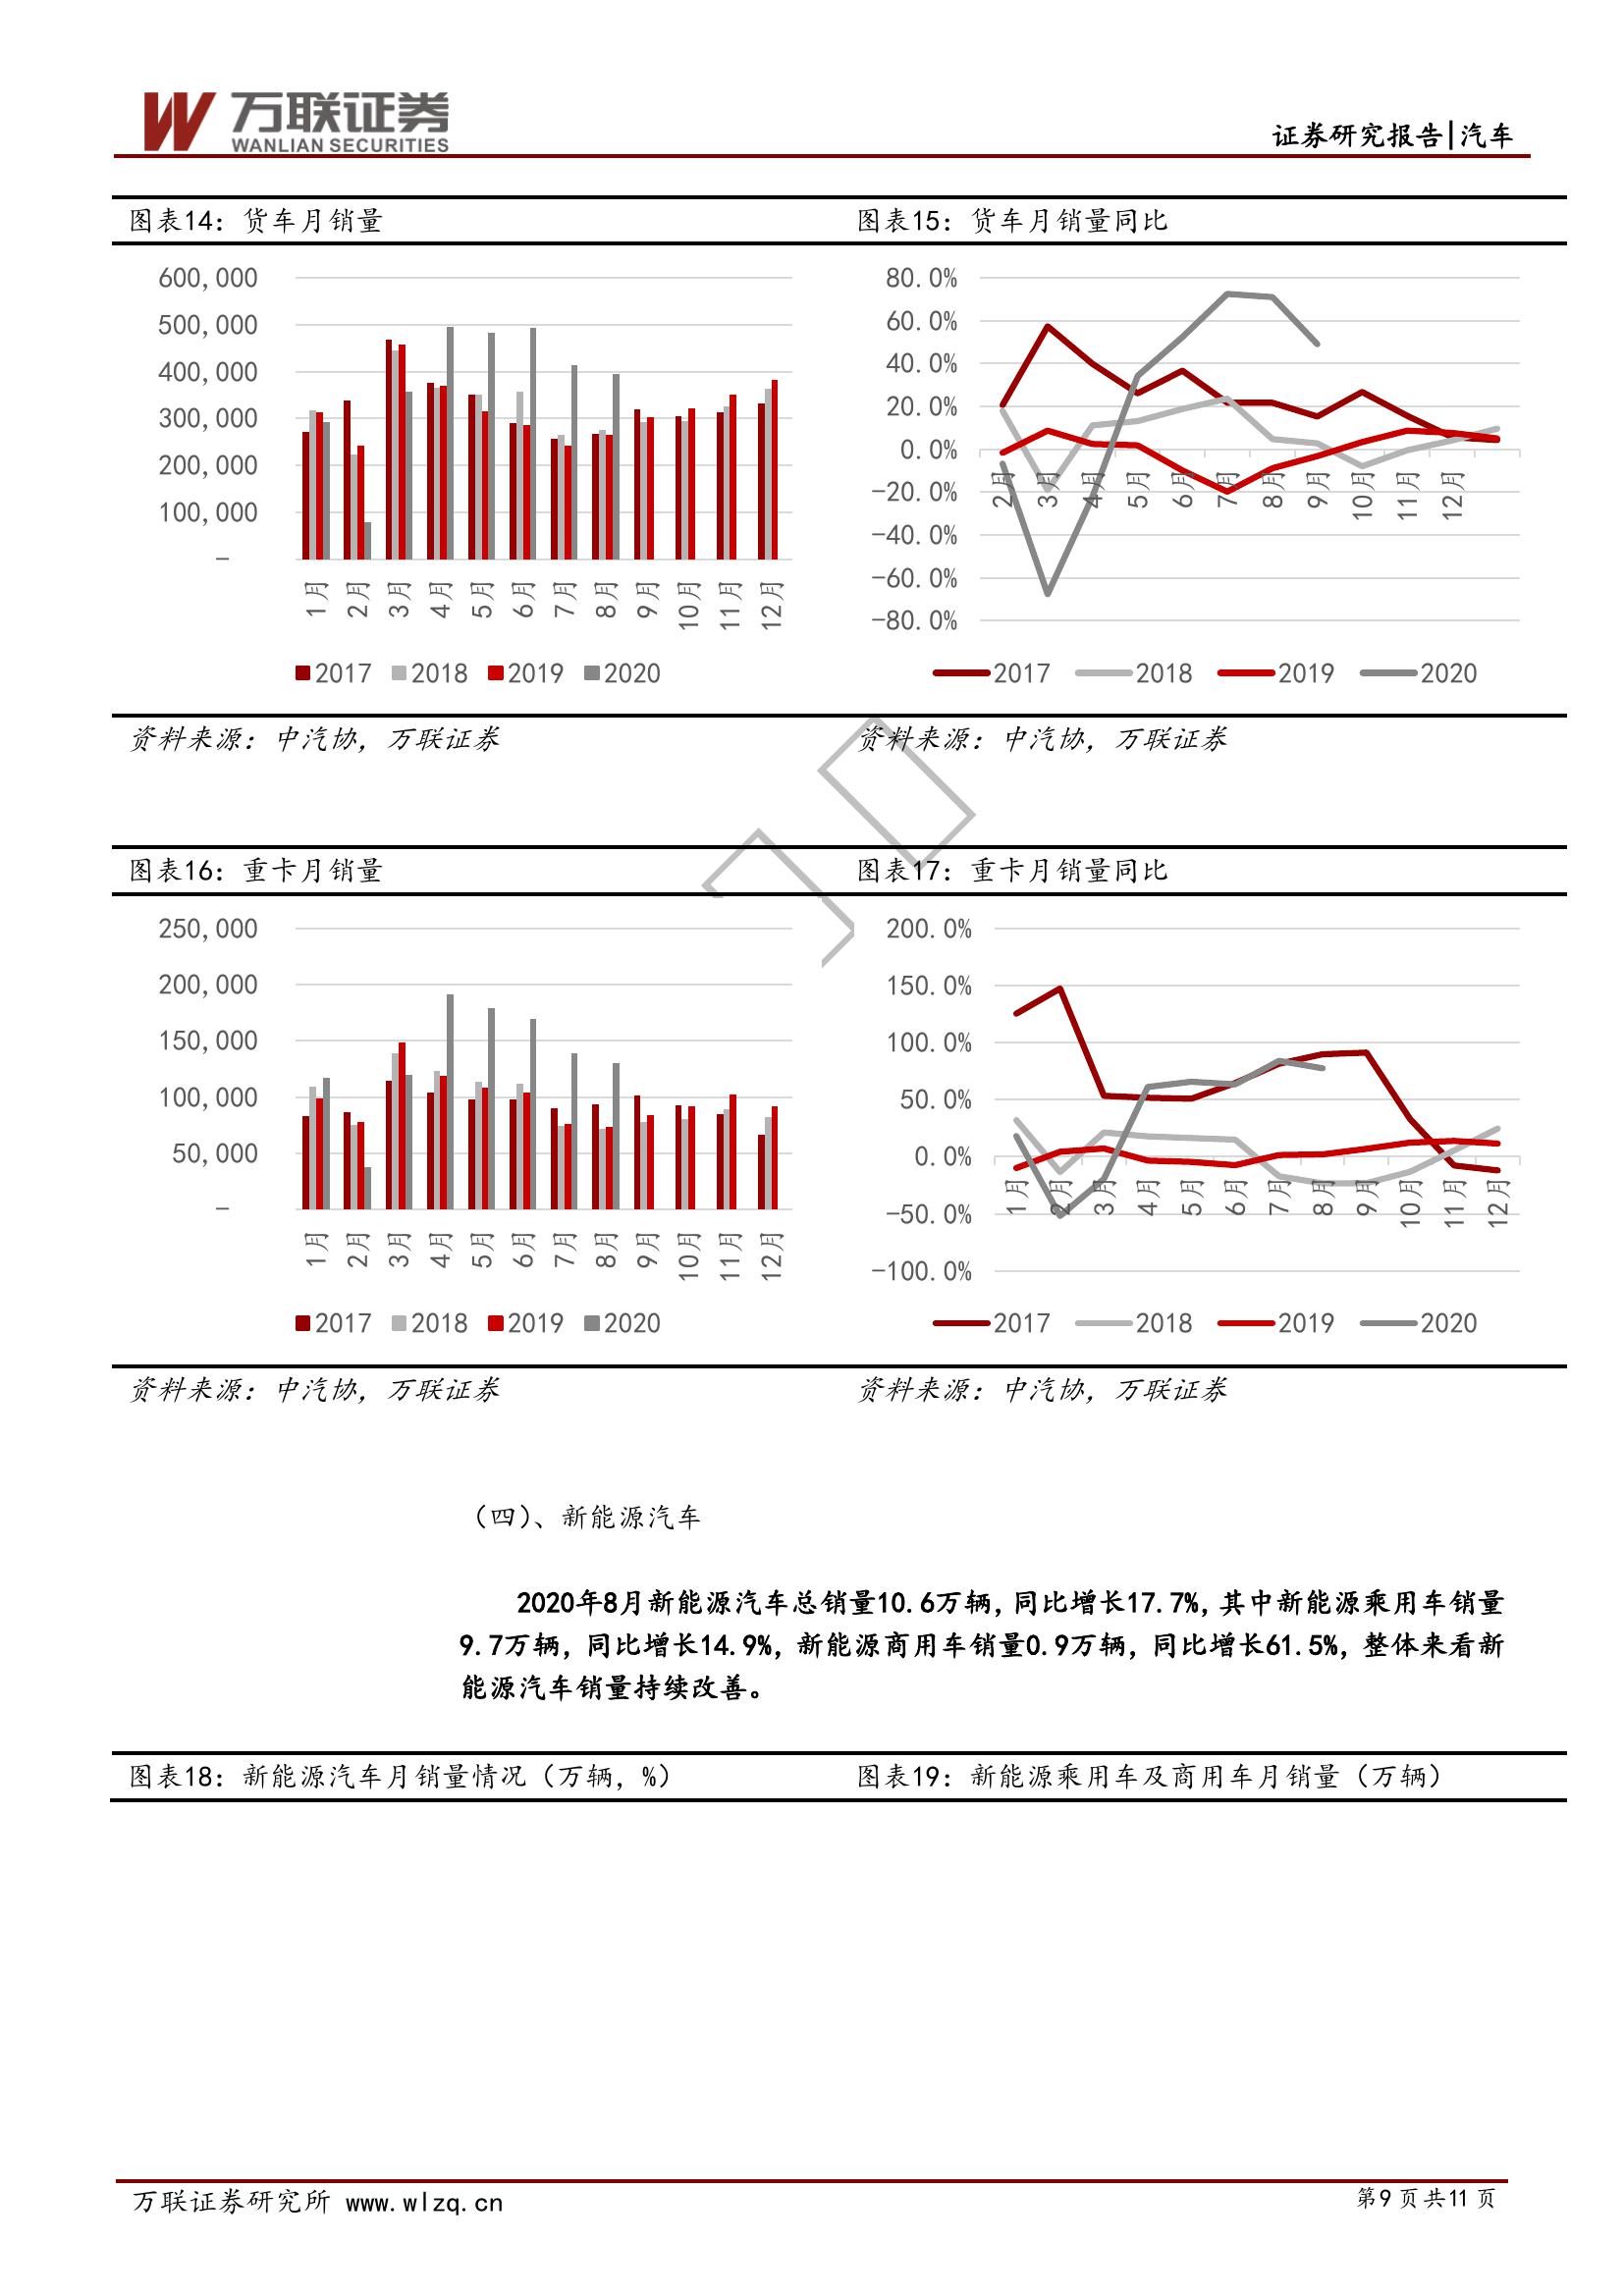 万联证券
WANLIAN SECURITIES
证券研究报告|汽车
图表14：货车月销量
图表15：货车月销量同比
600,000
500,000
400,000
300,000
200,000
100,000
-
1月 2月 3月 4月 5月 6月 7月 8月 9月 10月 11月 12月
2017 2018 2019 2020
80.0%
60.0%
40.0%
20.0%
0.0%
-20.0%
-40.0%
-60.0%
-80.0%
2月 3月 4月 5月 6月 7月 8月 9月 10月 11月 12月
2017 2018 2019 2020
资料来源：中汽协，万联证券
资料来源：中汽协，万联证券
图表16：重卡月销量
图表17：重卡月销量同比
250,000
200,000
150,000
100,000
50,000
-
1月 2月 3月 4月 5月 6月 7月 8月 9月 10月 11月 12月
2017 2018 2019 2020
200.0%
150.0%
100.0%
50.0%
0.0%
-50.0%
-100.0%
1月 2月 3月 4月 5月 6月 7月 8月 9月 10月 11月 12月
2017 2018 2019 2020
资料来源：中汽协，万联证券
资料来源：中汽协，万联证券
（四）、新能源汽车
2020年8月新能源汽车总销量10.6万辆，同比增长17.7%，其中新能源乘用车销量
9.7万辆，同比增长14.9%，新能源商用车销量0.9万辆，同比增长61.5%，整体来看新
能源汽车销量持续改善。
图表18：新能源汽车月销量情况（万辆，%）
图表19：新能源乘用车及商用车月销量（万辆）
万联证券研究所 www.wlzq.cn
第9页共11页